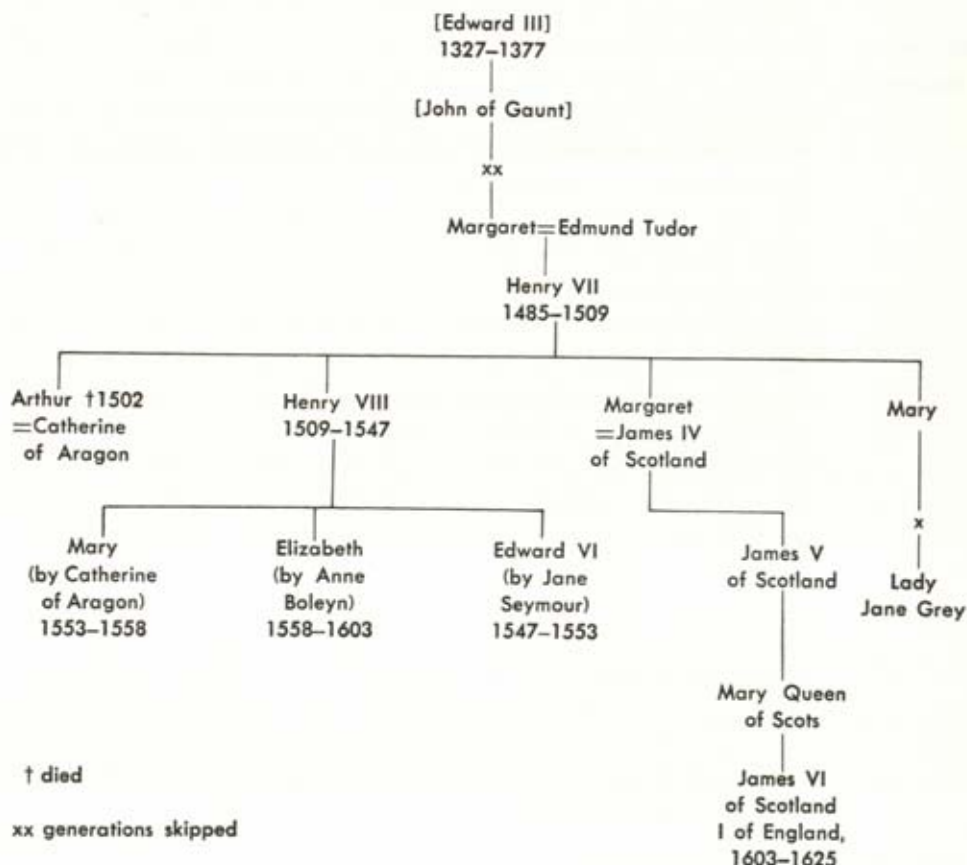 [Edward III]
1327–1377
[John of Gaunt]
xx
Margaret=Edmund Tudor
Henry VII
1485–1509
Arthur †1502
=Catherine
of Aragon
Henry VIII
1509–1547
Margaret
=James IV
of Scotland
Mary
Mary
(by Catherine
of Aragon)
1553–1558
Elizabeth
(by Anne
Boleyn)
1558–1603
Edward VI
(by Jane
Seymour)
1547–1553
James V
of Scotland
x
Lady
Jane Grey
Mary Queen
of Scots
James VI
of Scotland
I of England,
1603–1625
† died
xx generations skipped